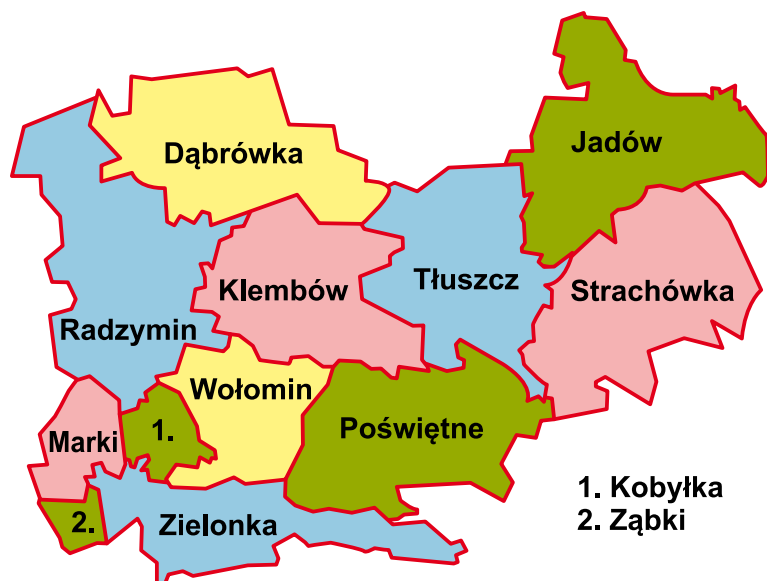 Dąbrówka
Jadów
Klembów
Tłuszcz
Strachówka
Radzymin
Wołomin
Marki
1.
Poświętne
2.
Zielonka
1. Kobyłka
2. Ząbki